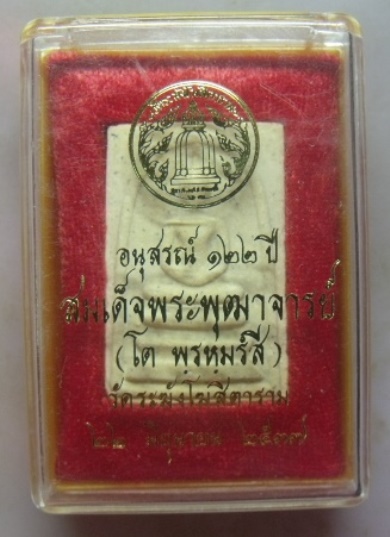 อนุสรณ์ ๑๒๒ ปี
สมเด็จพระพุฒาจารย์
(โต พฺรหฺมรํสี)
วัดระฆังโฆสิตาราม
๒๒ มิถุนายน ๒๕๓๗